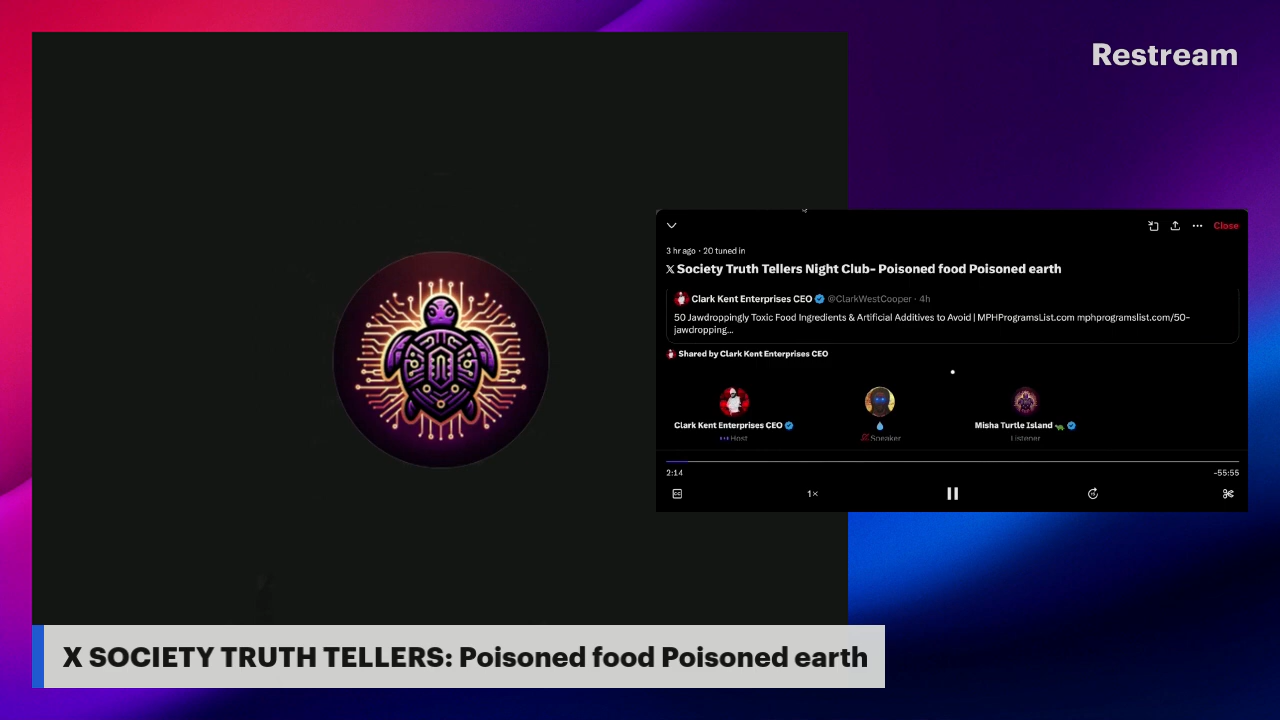 Restream
Close
3 hr ago · 20 tuned in
X Society Truth Tellers Night Club- Poisoned food Poisoned earth
Clark Kent Enterprises CEO @ClarkWestCooper · 4h
50 Jawdroppingly Toxic Food Ingredients & Artificial Additives to Avoid | MPHProgramsList.com mphprogramslist.com/50-
jawdropping...
Shared by Clark Kent Enterprises CEO
Clark Kent Enterprises CEO
Host
💧
Speaker
Misha Turtle Island 🐢
Listener
2:14
-55:55
1×
X SOCIETY TRUTH TELLERS: Poisoned food Poisoned earth